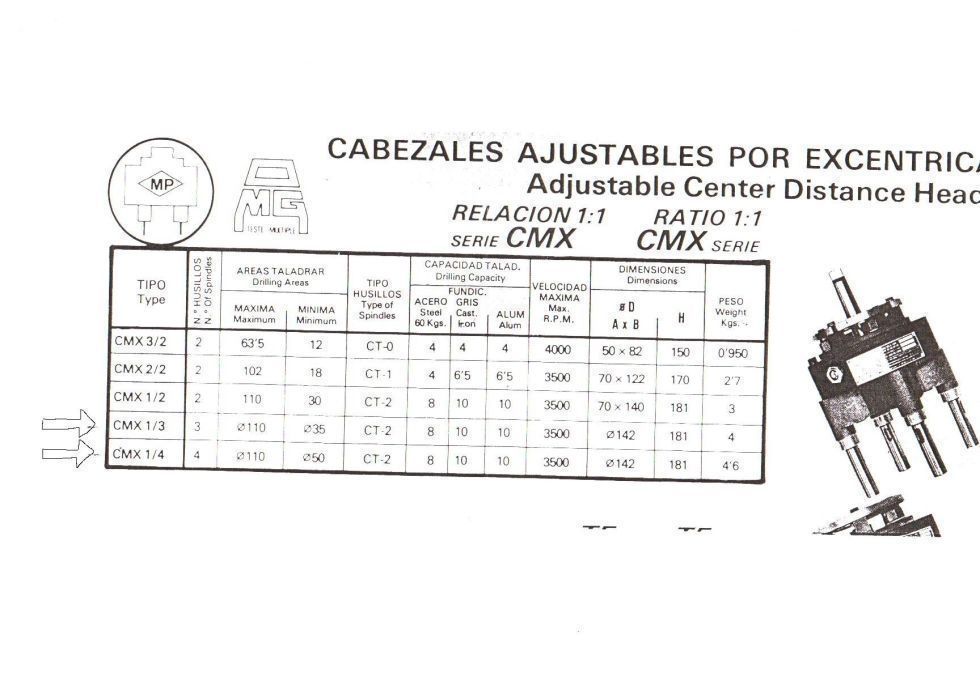 CABEZALES AJUSTABLES POR EXCENTRICA
Adjustable Center Distance Head
RELACION 1:1 RATIO 1:1
SERIE CMX CMX SERIE
MP
OMG
TESTE MULTIPLE
TIPO Type | N.º HUSILLOS N.º Of Spindles | AREAS TALADRAR Drilling Areas | TIPO HUSILLOS Type of Spindles | CAPACIDAD TALAD. Drilling Capacity | VELOCIDAD MAXIMA Max. R.P.M. | DIMENSIONES Dimensions | PESO Weight Kgs.
MAXIMA Maximum | MINIMA Minimum | ACERO Steel 60 Kgs. | FUNDIC. GRIS Cast. Iron | ALUM Alum | ø D A x B | H
CMX 3/2 2 63'5 12 CT-0 4 4 4 4000 50 × 82 150 0'950
CMX 2/2 2 102 18 CT-1 4 6'5 6'5 3500 70 × 122 170 2'7
CMX 1/2 2 110 30 CT-2 8 10 10 3500 70 × 140 181 3
CMX 1/3 3 Ø110 Ø35 CT-2 8 10 10 3500 Ø142 181 4
CMX 1/4 4 Ø110 Ø50 CT-2 8 10 10 3500 Ø142 181 4'6